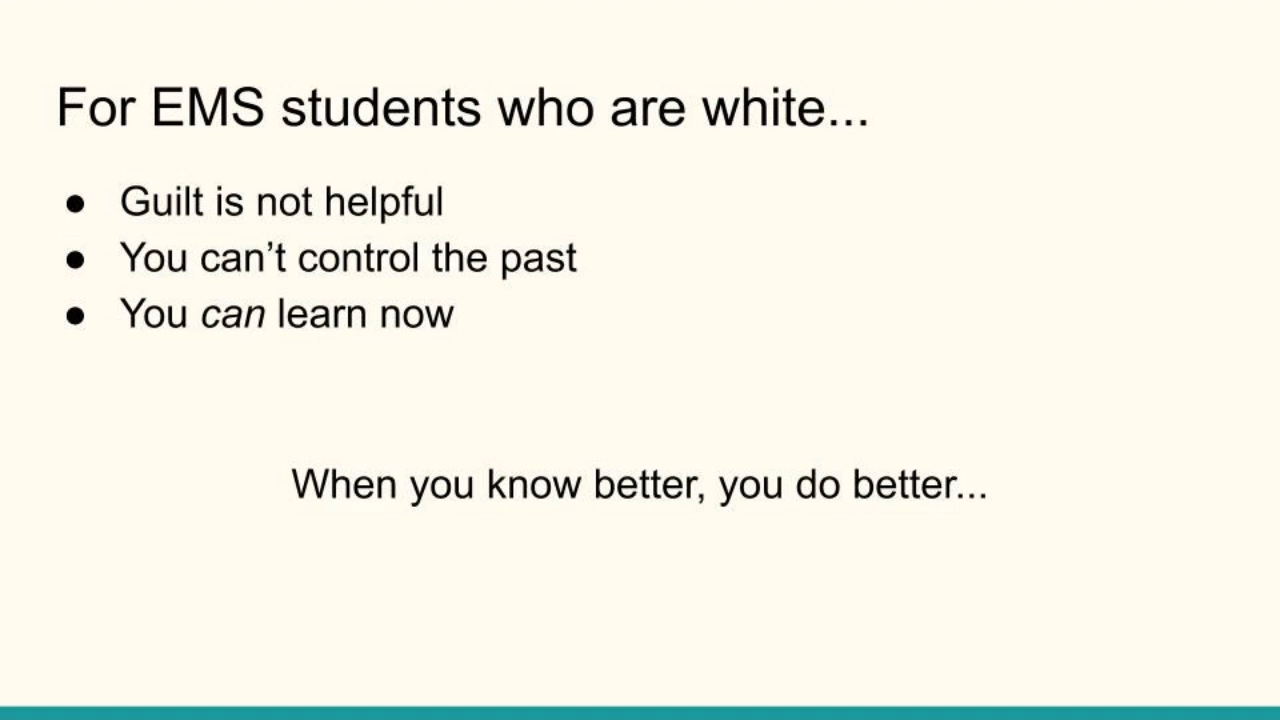 For EMS students who are white...
● Guilt is not helpful
● You can’t control the past
● You can learn now
When you know better, you do better...